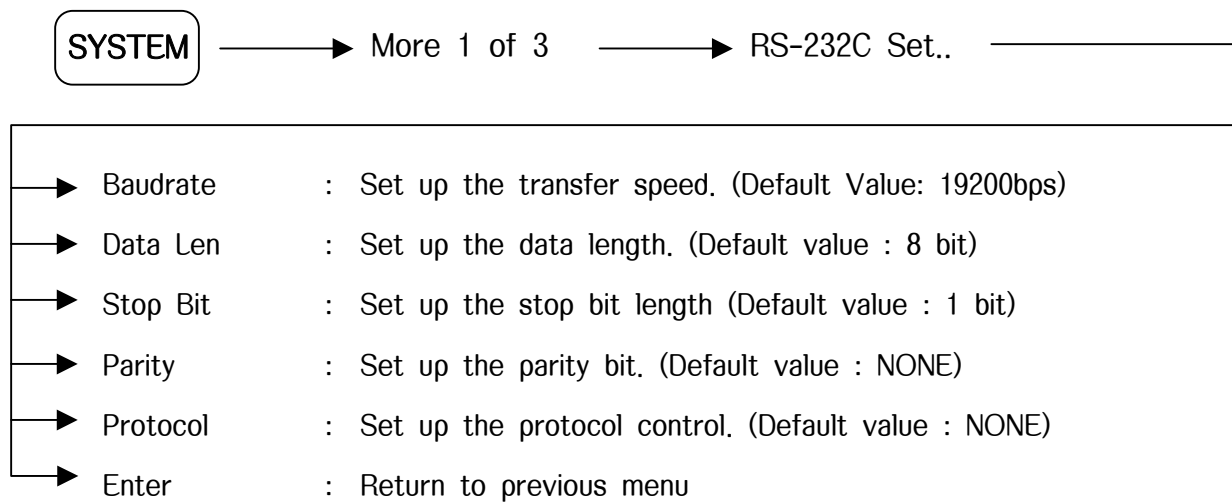 SYSTEM More 1 of 3 RS-232C Set..
Baudrate : Set up the transfer speed. (Default Value: 19200bps)
Data Len : Set up the data length. (Default value : 8 bit)
Stop Bit : Set up the stop bit length (Default value : 1 bit)
Parity : Set up the parity bit. (Default value : NONE)
Protocol : Set up the protocol control. (Default value : NONE)
Enter : Return to previous menu